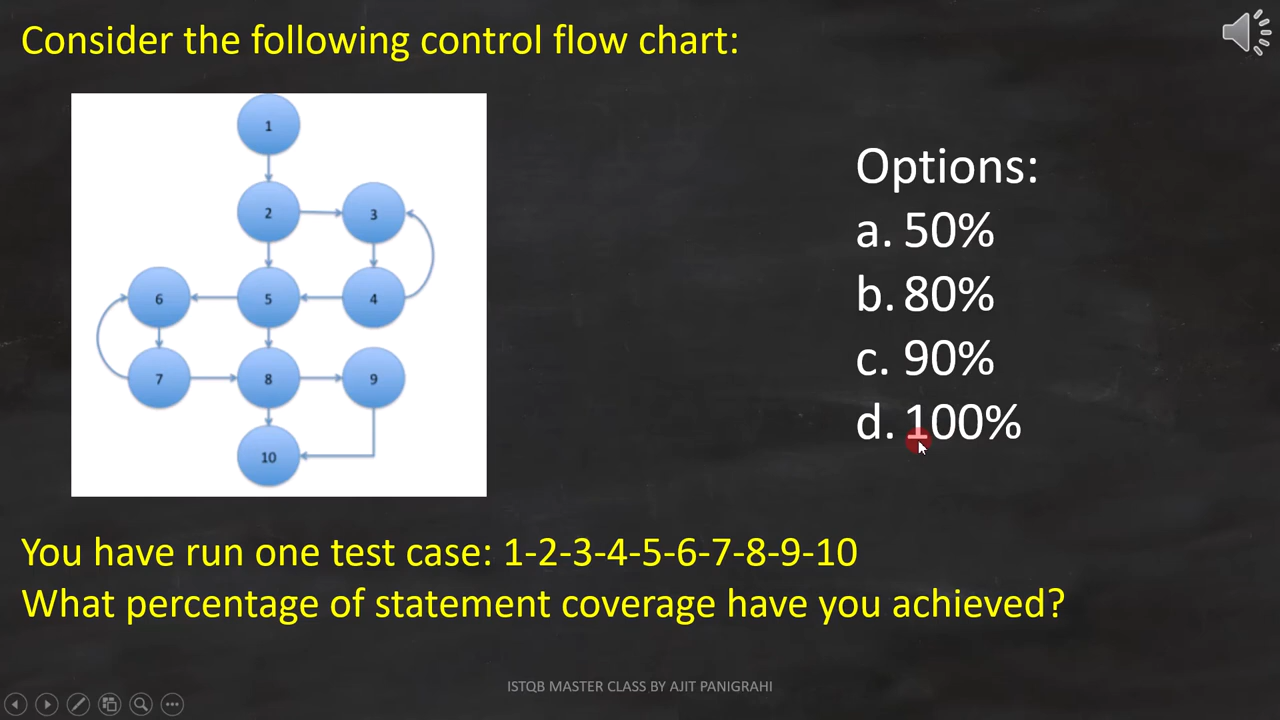 Consider the following control flow chart:
1
2
3
6
5
4
7
8
9
10
Options:
a. 50%
b. 80%
c. 90%
d. 100%
You have run one test case: 1-2-3-4-5-6-7-8-9-10
What percentage of statement coverage have you achieved?
ISTQB MASTER CLASS BY AJIT PANIGRAHI